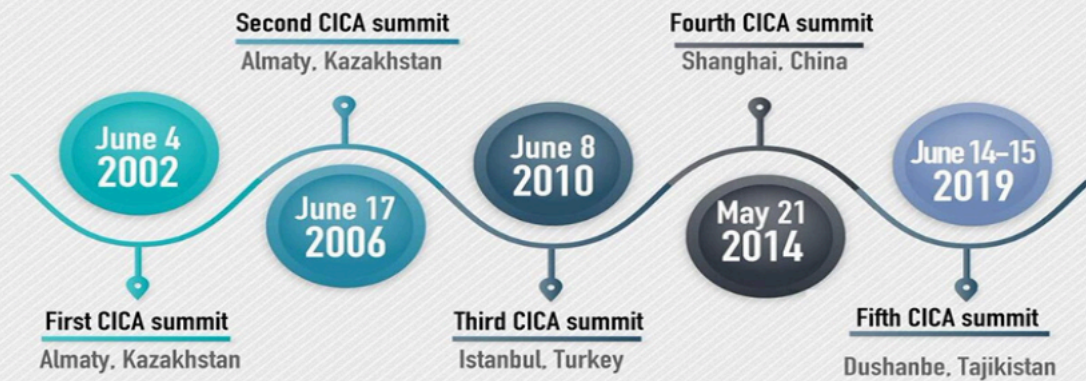 Second CICA summit
Almaty, Kazakhstan
Fourth CICA summit
Shanghai, China
June 4
2002
June 17
2006
June 8
2010
May 21
2014
June 14-15
2019
First CICA summit
Almaty, Kazakhstan
Third CICA summit
Istanbul, Turkey
Fifth CICA summit
Dushanbe, Tajikistan